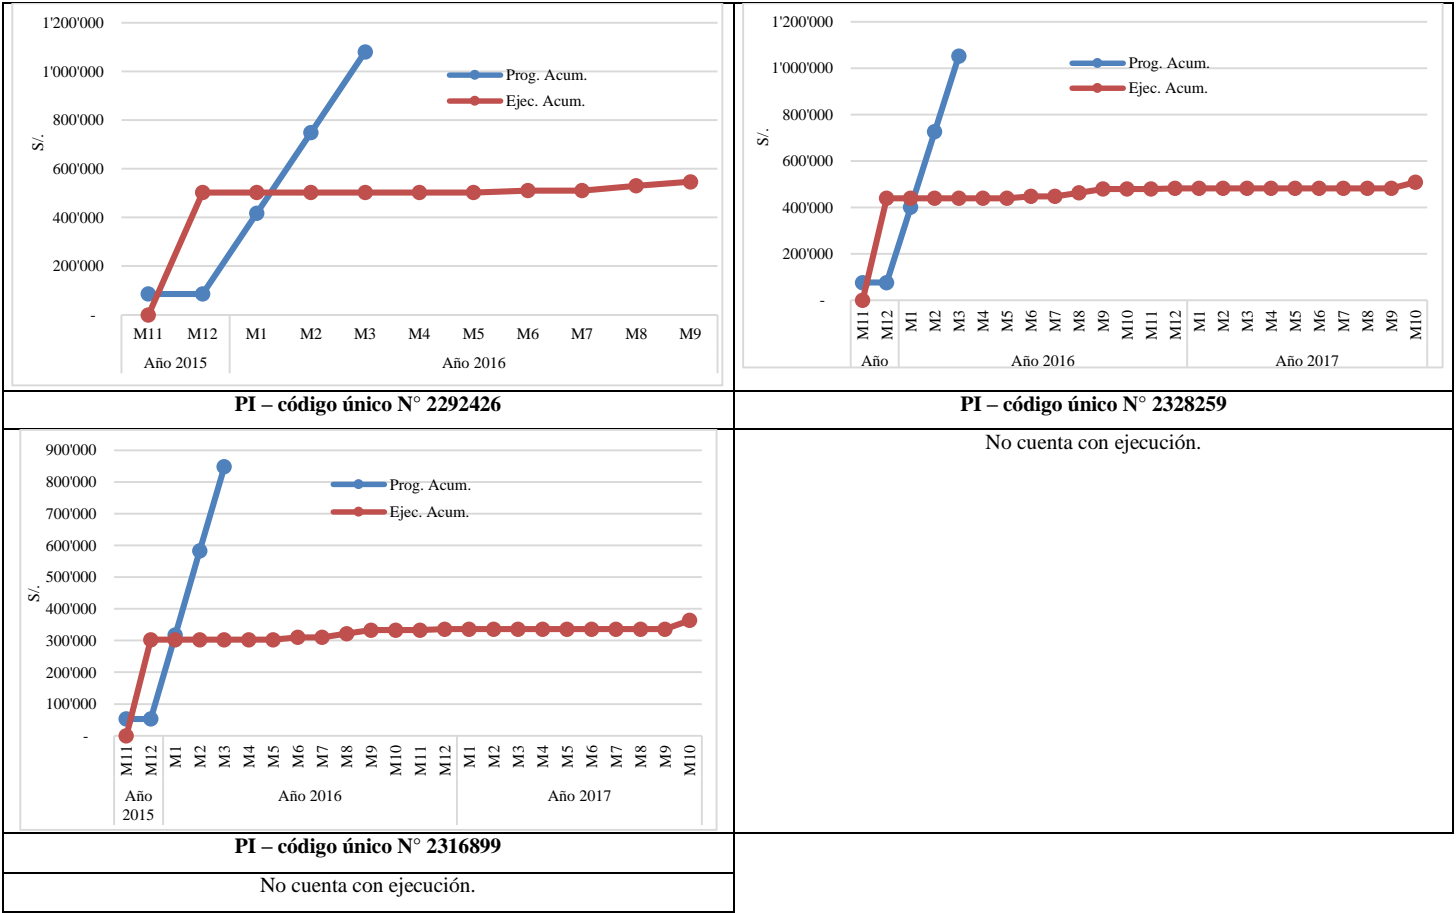 1'200'000
1'000'000
800'000
600'000
400'000
200'000
-
S/.
Prog. Acum.
Ejec. Acum.
M11 M12 M1 M2 M3 M4 M5 M6 M7 M8 M9
Año 2015 Año 2016
1'200'000
1'000'000
800'000
600'000
400'000
200'000
-
S/.
Prog. Acum.
Ejec. Acum.
M11 M12 M1 M2 M3 M4 M5 M6 M7 M8 M9 M10 M11 M12 M1 M2 M3 M4 M5 M6 M7 M8 M9 M10
Año Año 2016 Año 2017
PI – código único N° 2292426
PI – código único N° 2328259
900'000
800'000
700'000
600'000
500'000
400'000
300'000
200'000
100'000
-
S/.
Prog. Acum.
Ejec. Acum.
M11 M12 M1 M2 M3 M4 M5 M6 M7 M8 M9 M10 M11 M12 M1 M2 M3 M4 M5 M6 M7 M8 M9 M10
Año Año 2016 Año 2017
2015
No cuenta con ejecución.
PI – código único N° 2316899
No cuenta con ejecución.